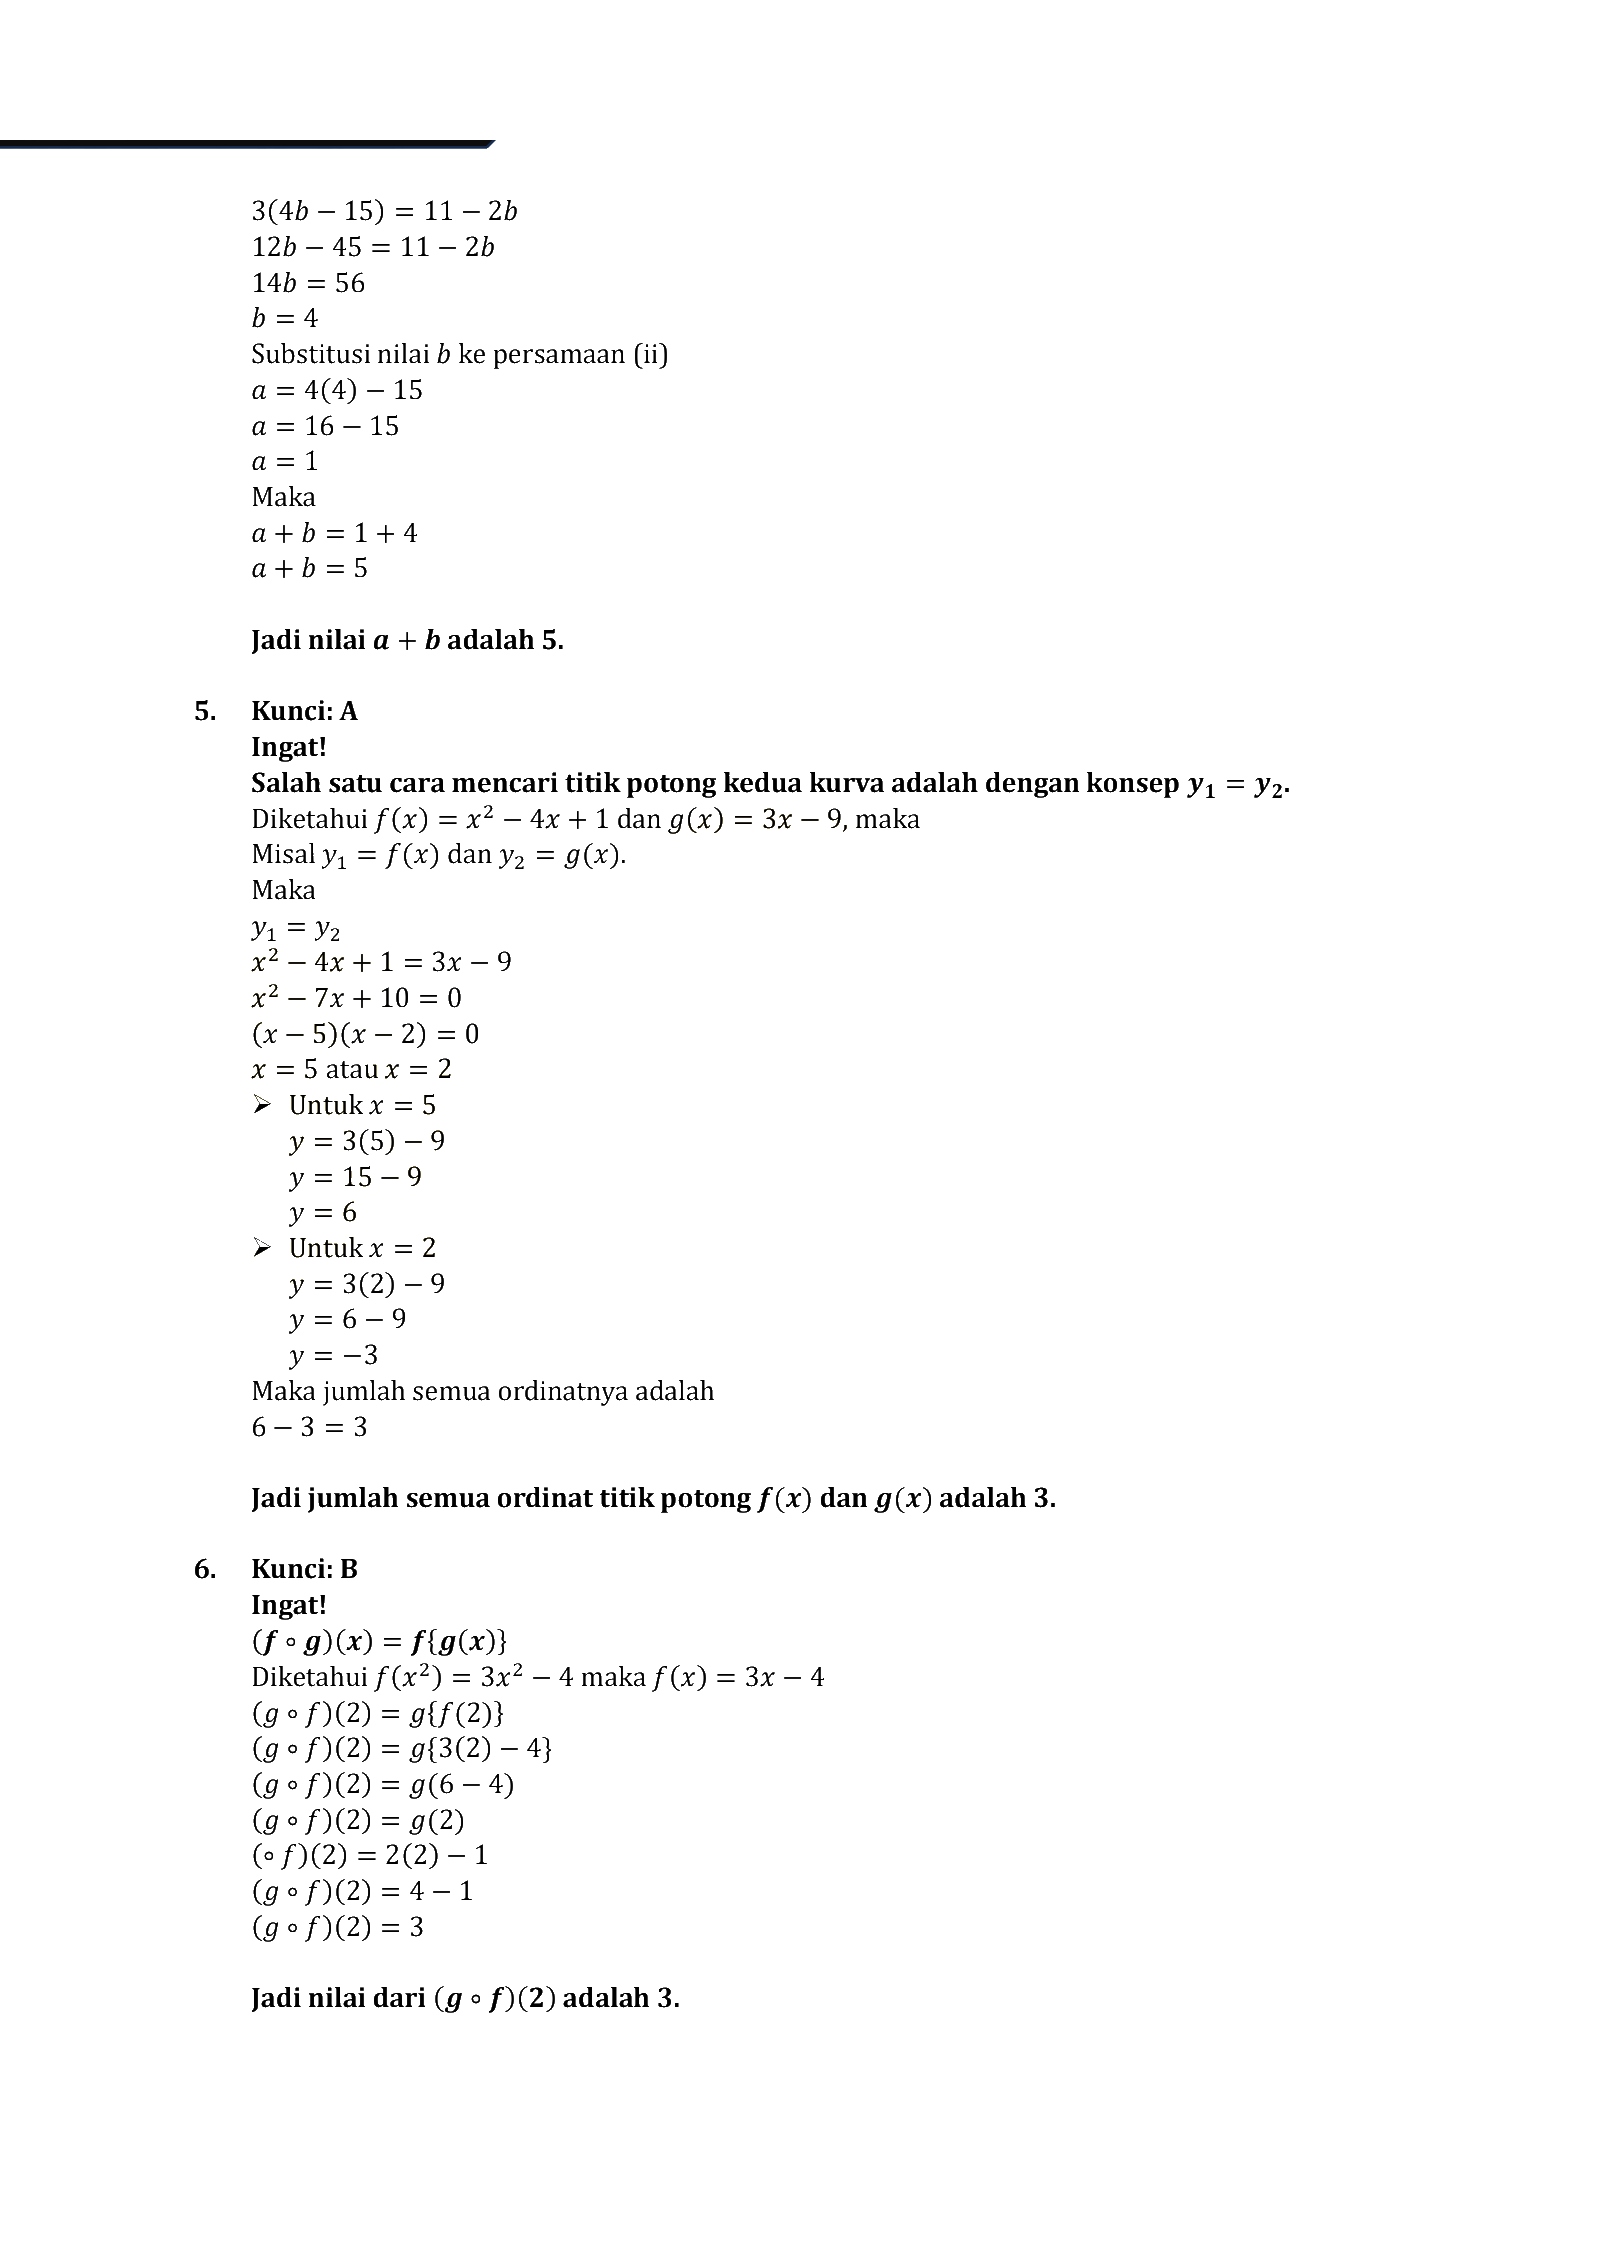 3(4b − 15) = 11 − 2b
12b − 45 = 11 − 2b
14b = 56
b = 4
Substitusi nilai b ke persamaan (ii)
a = 4(4) − 15
a = 16 − 15
a = 1
Maka
a + b = 1 + 4
a + b = 5
Jadi nilai a + b adalah 5.
5. Kunci: A
Ingat!
Salah satu cara mencari titik potong kedua kurva adalah dengan konsep y₁ = y₂.
Diketahui f(x) = x² − 4x + 1 dan g(x) = 3x − 9, maka
Misal y₁ = f(x) dan y₂ = g(x).
Maka
y₁ = y₂
x² − 4x + 1 = 3x − 9
x² − 7x + 10 = 0
(x − 5)(x − 2) = 0
x = 5 atau x = 2
➢ Untuk x = 5
y = 3(5) − 9
y = 15 − 9
y = 6
➢ Untuk x = 2
y = 3(2) − 9
y = 6 − 9
y = −3
Maka jumlah semua ordinatnya adalah
6 − 3 = 3
Jadi jumlah semua ordinat titik potong f(x) dan g(x) adalah 3.
6. Kunci: B
Ingat!
(f ∘ g)(x) = f{g(x)}
Diketahui f(x²) = 3x² − 4 maka f(x) = 3x − 4
(g ∘ f)(2) = g{f(2)}
(g ∘ f)(2) = g{3(2) − 4}
(g ∘ f)(2) = g(6 − 4)
(g ∘ f)(2) = g(2)
(∘ f)(2) = 2(2) − 1
(g ∘ f)(2) = 4 − 1
(g ∘ f)(2) = 3
Jadi nilai dari (g ∘ f)(2) adalah 3.